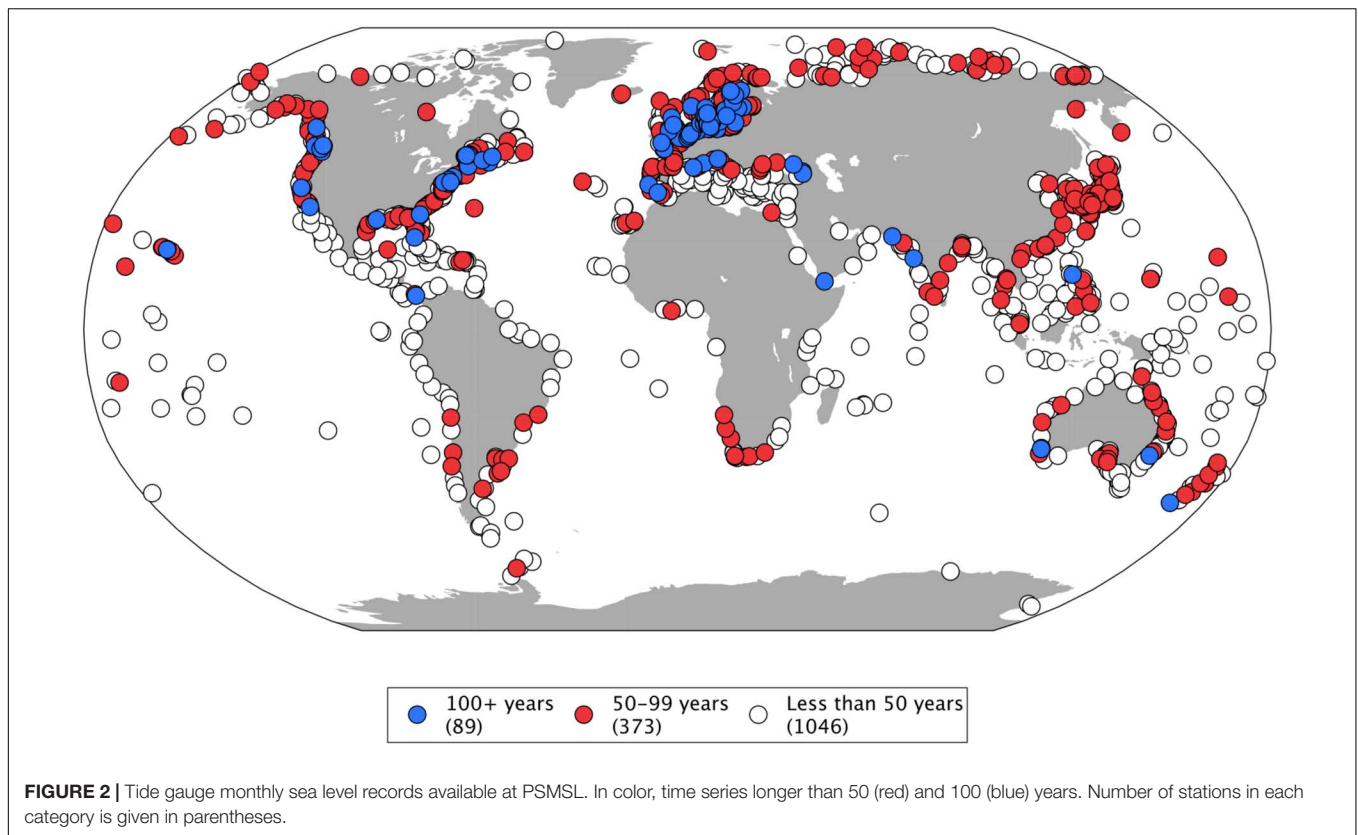 100+ years
(89)
50–99 years
(373)
Less than 50 years
(1046)
FIGURE 2 | Tide gauge monthly sea level records available at PSMSL. In color, time series longer than 50 (red) and 100 (blue) years. Number of stations in each
category is given in parentheses.